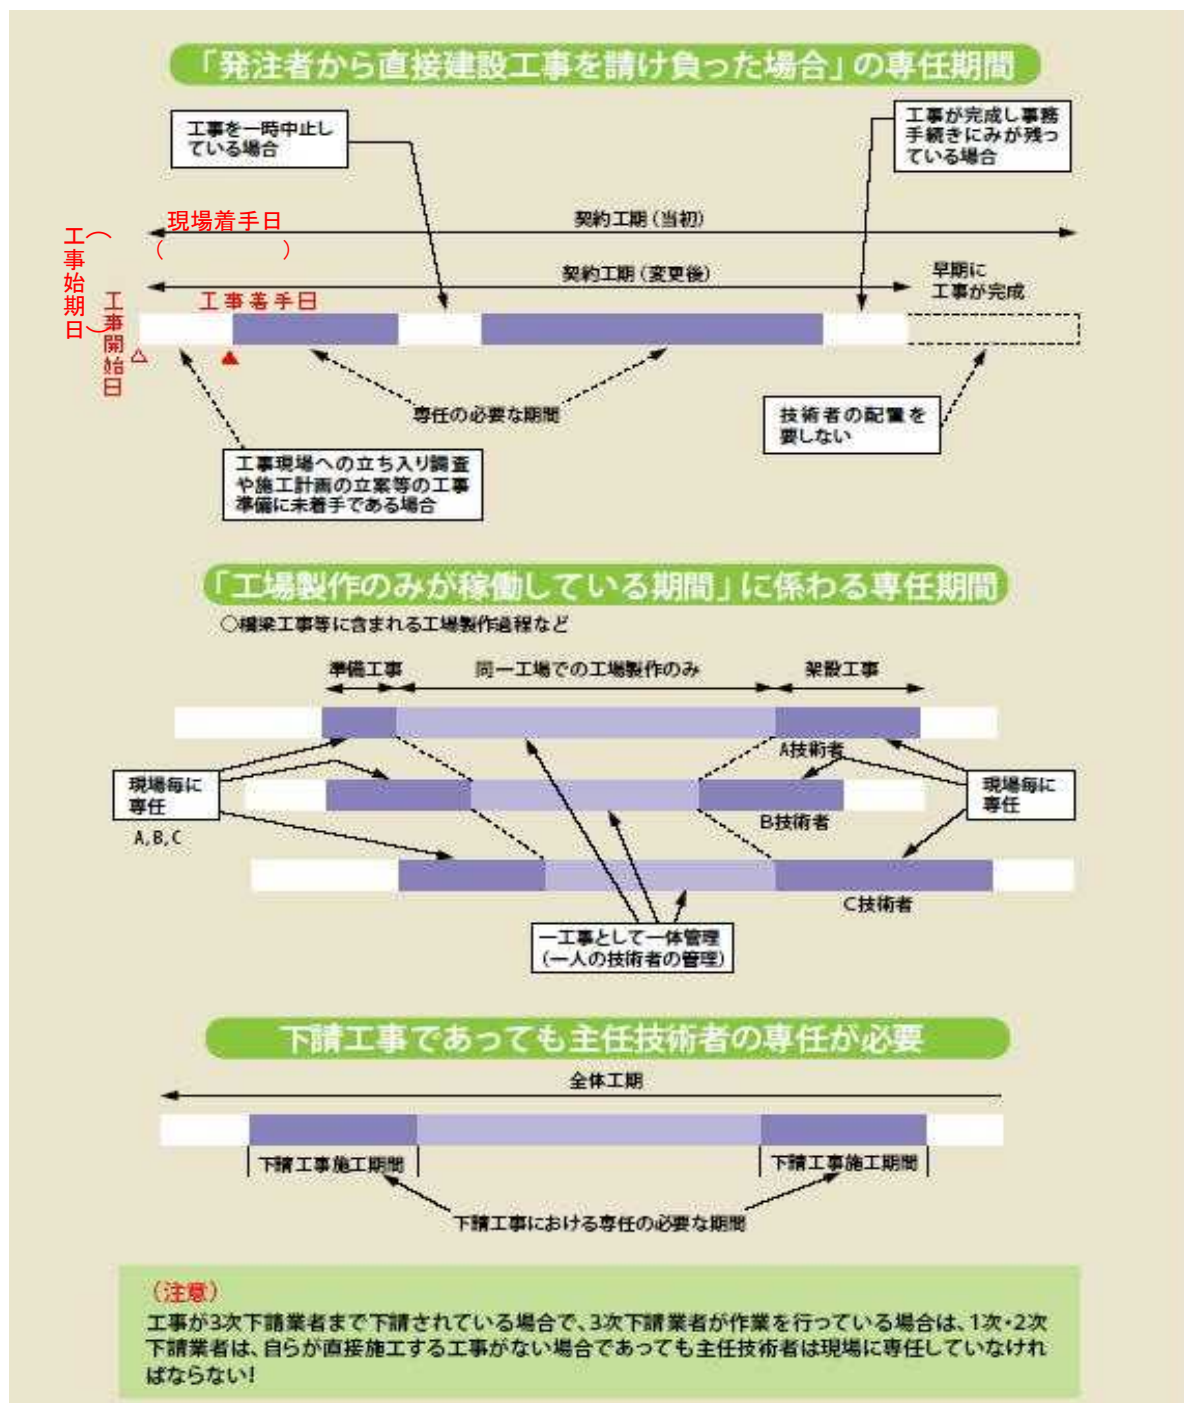 「発注者から直接建設工事を請け負った場合」の専任期間
工事を一時中止し
ている場合
工事が完成し事務
手続きにみが残っ
ている場合
現場着手日
(　　　　　)
契約工期(当初)
(工事始期日)
契約工期(変更後)
早期に
工事が完成
工事開始日
工事着手日
専任の必要な期間
技術者の配置を
要しない
工事現場への立ち入り調査
や施工計画の立案等の工事
準備に未着手である場合
「工場製作のみが稼働している期間」に係わる専任期間
○橋梁工事等に含まれる工場製作過程など
準備工事
同一工場での工場製作のみ
架設工事
A技術者
現場毎に
専任
A,B,C
現場毎に
専任
B技術者
C技術者
一工事として一体管理
(一人の技術者の管理)
下請工事であっても主任技術者の専任が必要
全体工期
下請工事施工期間
下請工事施工期間
下請工事における専任の必要な期間
(注意)
工事が3次下請業者まで下請されている場合で、3次下請業者が作業を行っている場合は、1次・2次
下請業者は、自らが直接施工する工事がない場合であっても主任技術者は現場に専任していなけれ
ばならない!